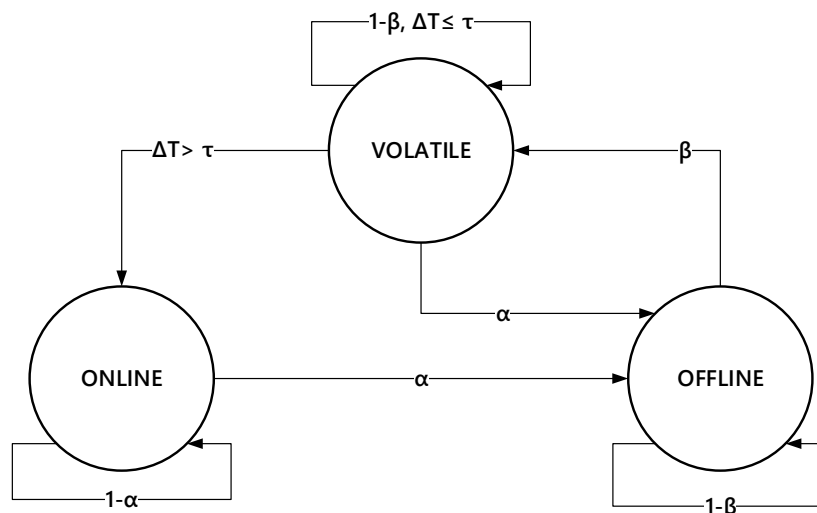 1-β, ΔT≤ τ
ΔT> τ
VOLATILE
β
α
ONLINE
α
OFFLINE
1-α
1-β